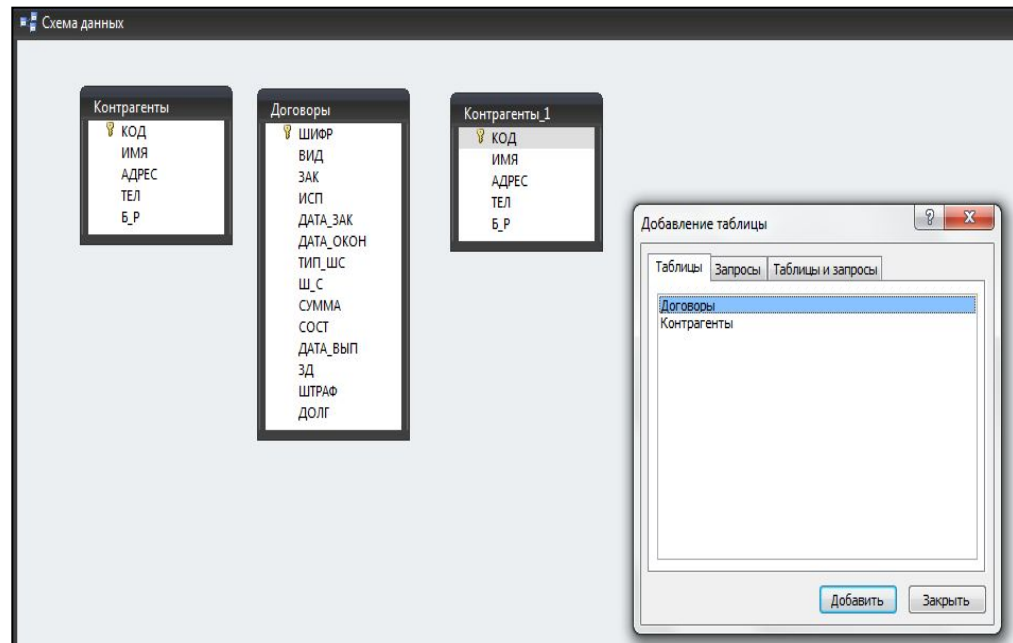 Схема данных
Контрагенты
КОД
ИМЯ
АДРЕС
ТЕЛ
Б_Р
Договоры
ШИФР
ВИД
ЗАК
ИСП
ДАТА_ЗАК
ДАТА_ОКОН
ТИП_ШС
Ш_С
СУММА
СОСТ
ДАТА_ВЫП
ЗД
ШТРАФ
ДОЛГ
Контрагенты_1
КОД
ИМЯ
АДРЕС
ТЕЛ
Б_Р
Добавление таблицы
Таблицы Запросы Таблицы и запросы
Договоры
Контрагенты
Добавить Закрыть